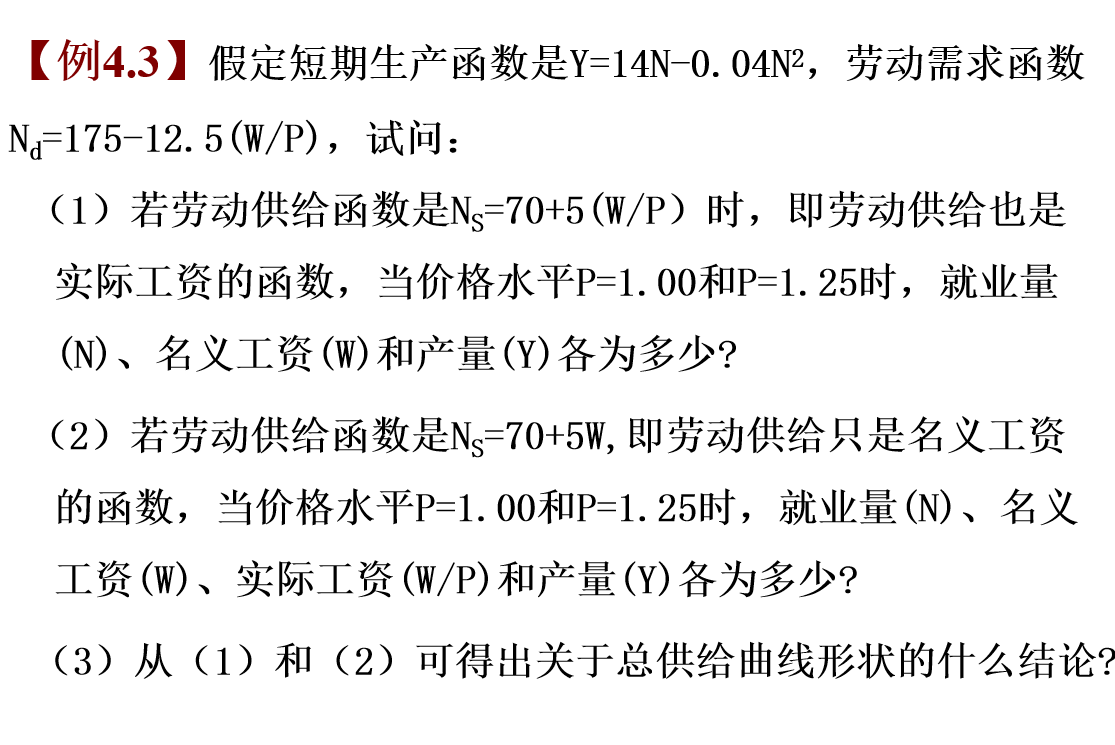 【例4.3】假定短期生产函数是Y=14N-0.04N²，劳动需求函数
Nd=175-12.5(W/P)，试问：
（1）若劳动供给函数是NS=70+5(W/P）时，即劳动供给也是
实际工资的函数，当价格水平P=1.00和P=1.25时，就业量
(N)、名义工资(W)和产量(Y)各为多少?
（2）若劳动供给函数是NS=70+5W,即劳动供给只是名义工资
的函数，当价格水平P=1.00和P=1.25时，就业量(N)、名义
工资(W)、实际工资(W/P)和产量(Y)各为多少?
（3）从（1）和（2）可得出关于总供给曲线形状的什么结论?